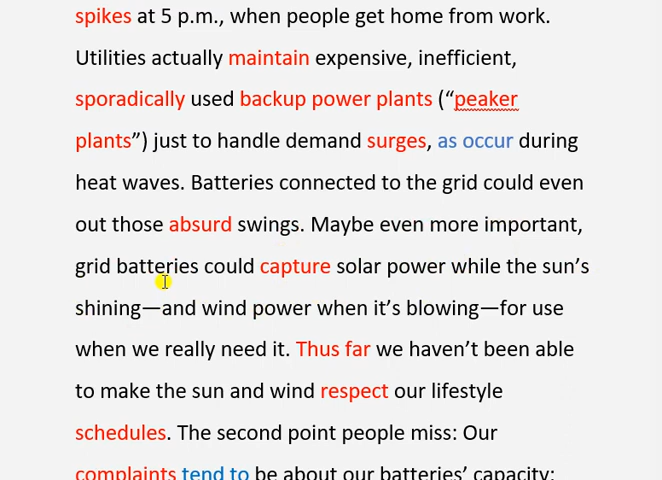 spikes at 5 p.m., when people get home from work.
Utilities actually maintain expensive, inefficient,
sporadically used backup power plants (“peaker
plants”) just to handle demand surges, as occur during
heat waves. Batteries connected to the grid could even
out those absurd swings. Maybe even more important,
grid batteries could capture solar power while the sun’s
shining—and wind power when it’s blowing—for use
when we really need it. Thus far we haven’t been able
to make the sun and wind respect our lifestyle
schedules. The second point people miss: Our
complaints tend to be about our batteries’ capacity: